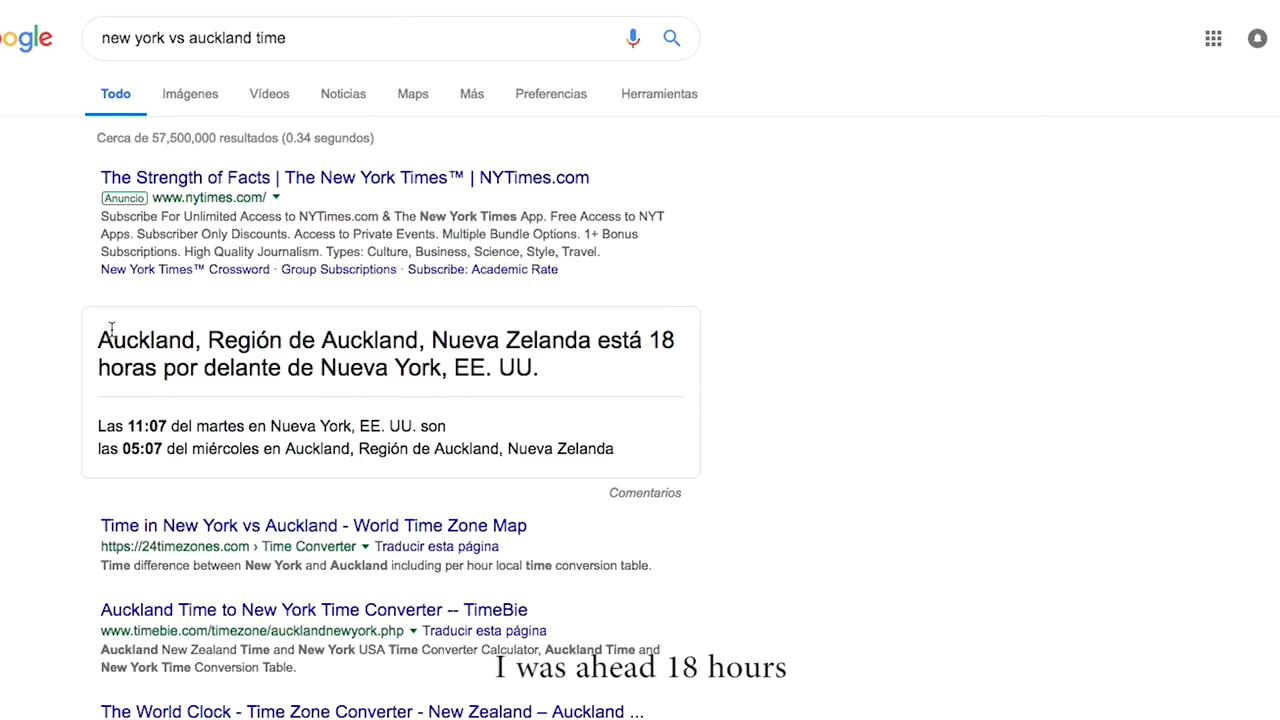 ogle
new york vs auckland time
Todo Imágenes Vídeos Noticias Maps Más Preferencias Herramientas
Cerca de 57,500,000 resultados (0.34 segundos)
The Strength of Facts | The New York Times™ | NYTimes.com
Anuncio www.nytimes.com/
Subscribe For Unlimited Access to NYTimes.com & The New York Times App. Free Access to NYT
Apps. Subscriber Only Discounts. Access to Private Events. Multiple Bundle Options. 1+ Bonus
Subscriptions. High Quality Journalism. Types: Culture, Business, Science, Style, Travel.
New York Times™ Crossword · Group Subscriptions · Subscribe: Academic Rate
Auckland, Región de Auckland, Nueva Zelanda está 18
horas por delante de Nueva York, EE. UU.
Las 11:07 del martes en Nueva York, EE. UU. son
las 05:07 del miércoles en Auckland, Región de Auckland, Nueva Zelanda
Comentarios
Time in New York vs Auckland - World Time Zone Map
https://24timezones.com › Time Converter Traducir esta página
Time difference between New York and Auckland including per hour local time conversion table.
Auckland Time to New York Time Converter -- TimeBie
www.timebie.com/timezone/aucklandnewyork.php Traducir esta página
Auckland New Zealand Time and New York USA Time Converter Calculator, Auckland Time and
New York Time Conversion Table.
I was ahead 18 hours
The World Clock - Time Zone Converter - New Zealand – Auckland ...